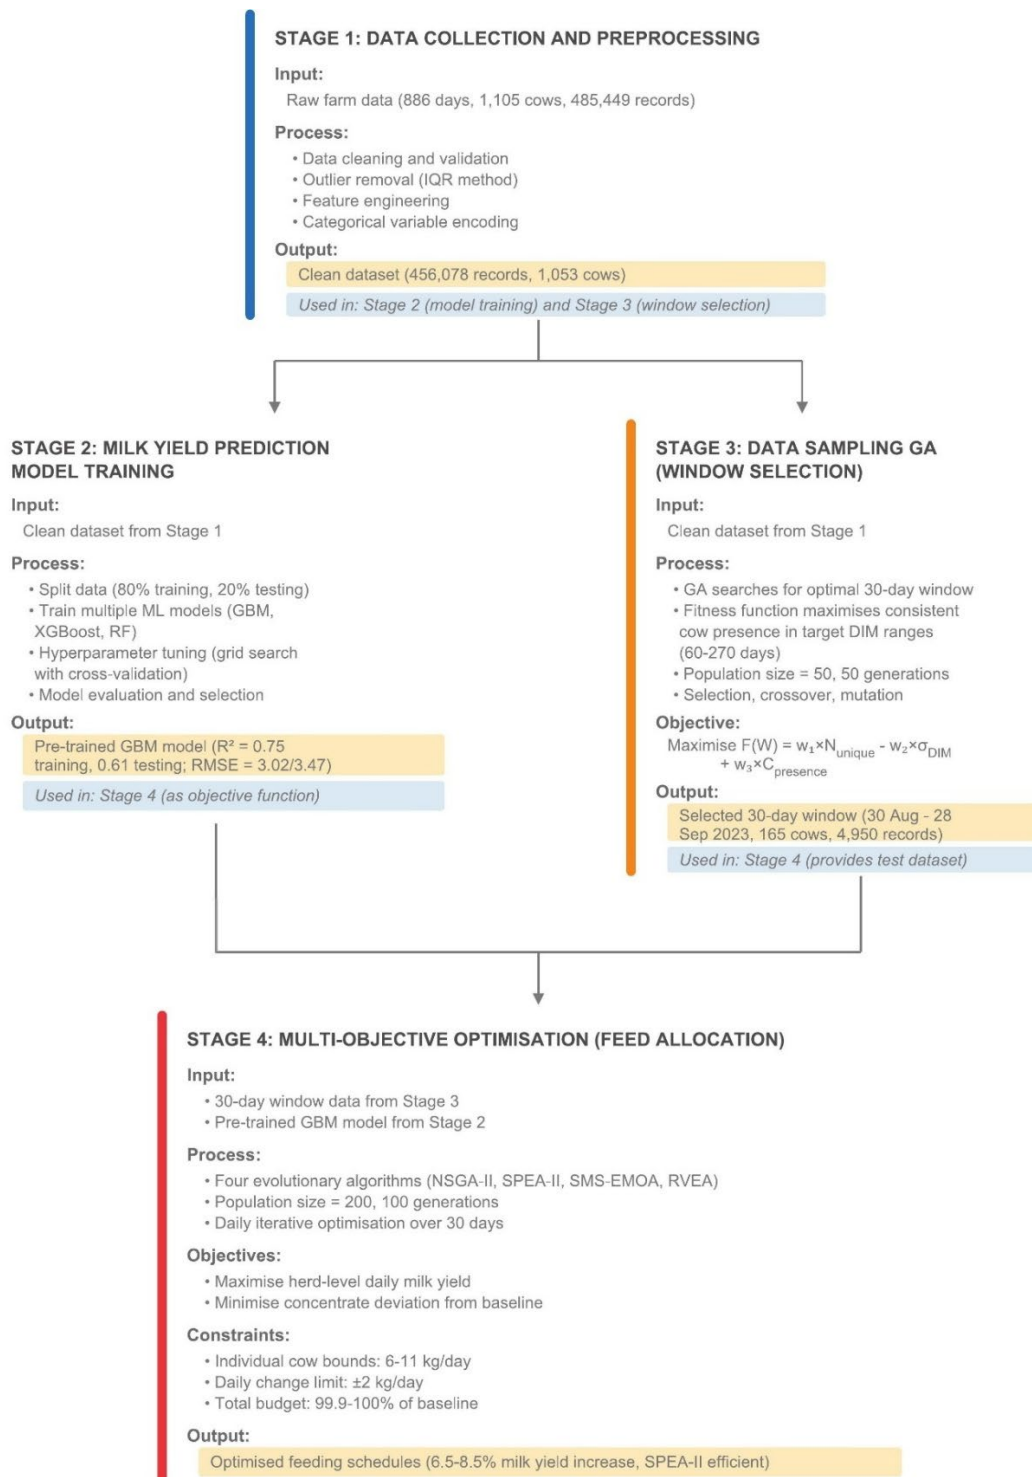 STAGE 1: DATA COLLECTION AND PREPROCESSING
Input:
Raw farm data (886 days, 1,105 cows, 485,449 records)
Process:
• Data cleaning and validation
• Outlier removal (IQR method)
• Feature engineering
• Categorical variable encoding
Output:
Clean dataset (456,078 records, 1,053 cows)
Used in: Stage 2 (model training) and Stage 3 (window selection)
STAGE 2: MILK YIELD PREDICTION
MODEL TRAINING
Input:
Clean dataset from Stage 1
Process:
• Split data (80% training, 20% testing)
• Train multiple ML models (GBM,
XGBoost, RF)
• Hyperparameter tuning (grid search
with cross-validation)
• Model evaluation and selection
Output:
Pre-trained GBM model (R² = 0.75
training, 0.61 testing; RMSE = 3.02/3.47)
Used in: Stage 4 (as objective function)
STAGE 3: DATA SAMPLING GA
(WINDOW SELECTION)
Input:
Clean dataset from Stage 1
Process:
• GA searches for optimal 30-day window
• Fitness function maximises consistent
cow presence in target DIM ranges
(60-270 days)
• Population size = 50, 50 generations
• Selection, crossover, mutation
Objective:
Maximise F(W) = w₁×N_unique - w₂×σ_DIM
+ w₃×C_presence
Output:
Selected 30-day window (30 Aug - 28
Sep 2023, 165 cows, 4,950 records)
Used in: Stage 4 (provides test dataset)
STAGE 4: MULTI-OBJECTIVE OPTIMISATION (FEED ALLOCATION)
Input:
• 30-day window data from Stage 3
• Pre-trained GBM model from Stage 2
Process:
• Four evolutionary algorithms (NSGA-II, SPEA-II, SMS-EMOA, RVEA)
• Population size = 200, 100 generations
• Daily iterative optimisation over 30 days
Objectives:
• Maximise herd-level daily milk yield
• Minimise concentrate deviation from baseline
Constraints:
• Individual cow bounds: 6-11 kg/day
• Daily change limit: ±2 kg/day
• Total budget: 99.9-100% of baseline
Output:
Optimised feeding schedules (6.5-8.5% milk yield increase, SPEA-II efficient)